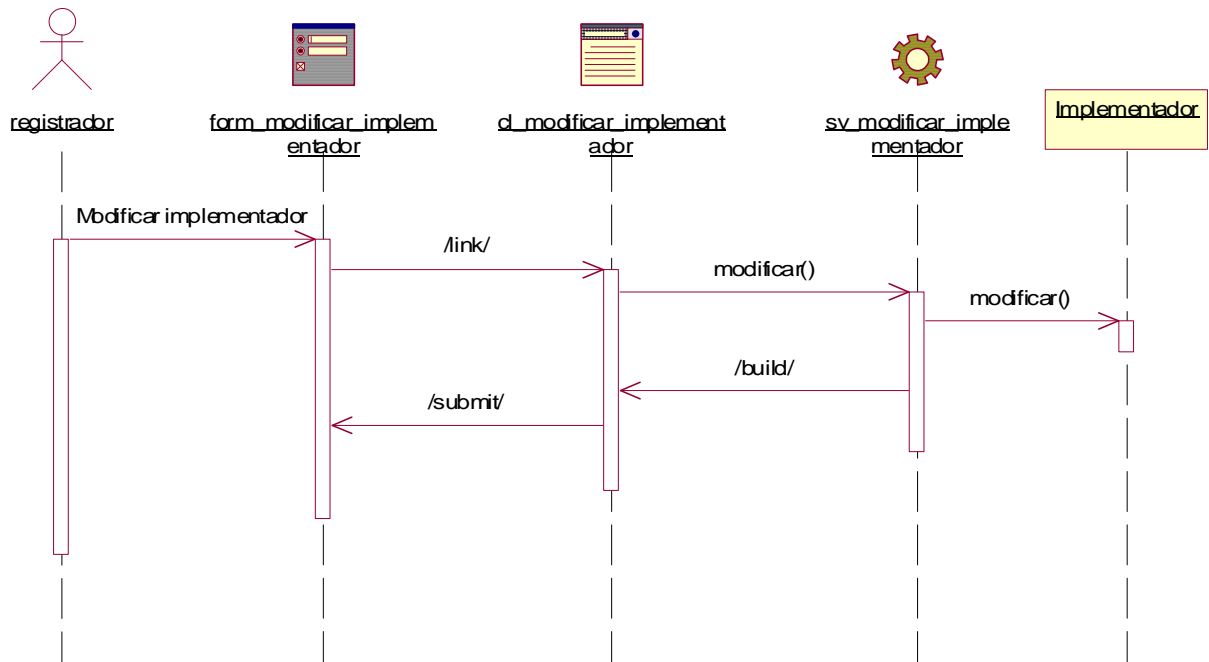 registrador
form_modificar_implem
entador
cl_modificar_implement
ador
sv_modificar_imple
mentador
Implementador
Modificar implementador
/link/
modificar()
modificar()
/build/
/submit/